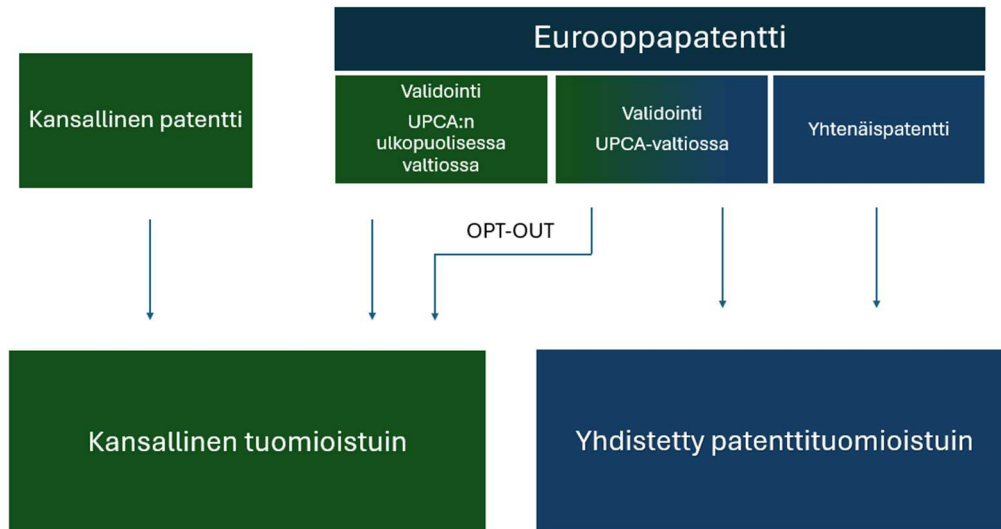 Eurooppapatentti
Kansallinen patentti
Validointi
UPCA:n
ulkopuolisessa
valtiossa
Validointi
UPCA-valtiossa
Yhtenäispatentti
OPT-OUT
Kansallinen tuomioistuin
Yhdistetty patenttituomioistuin